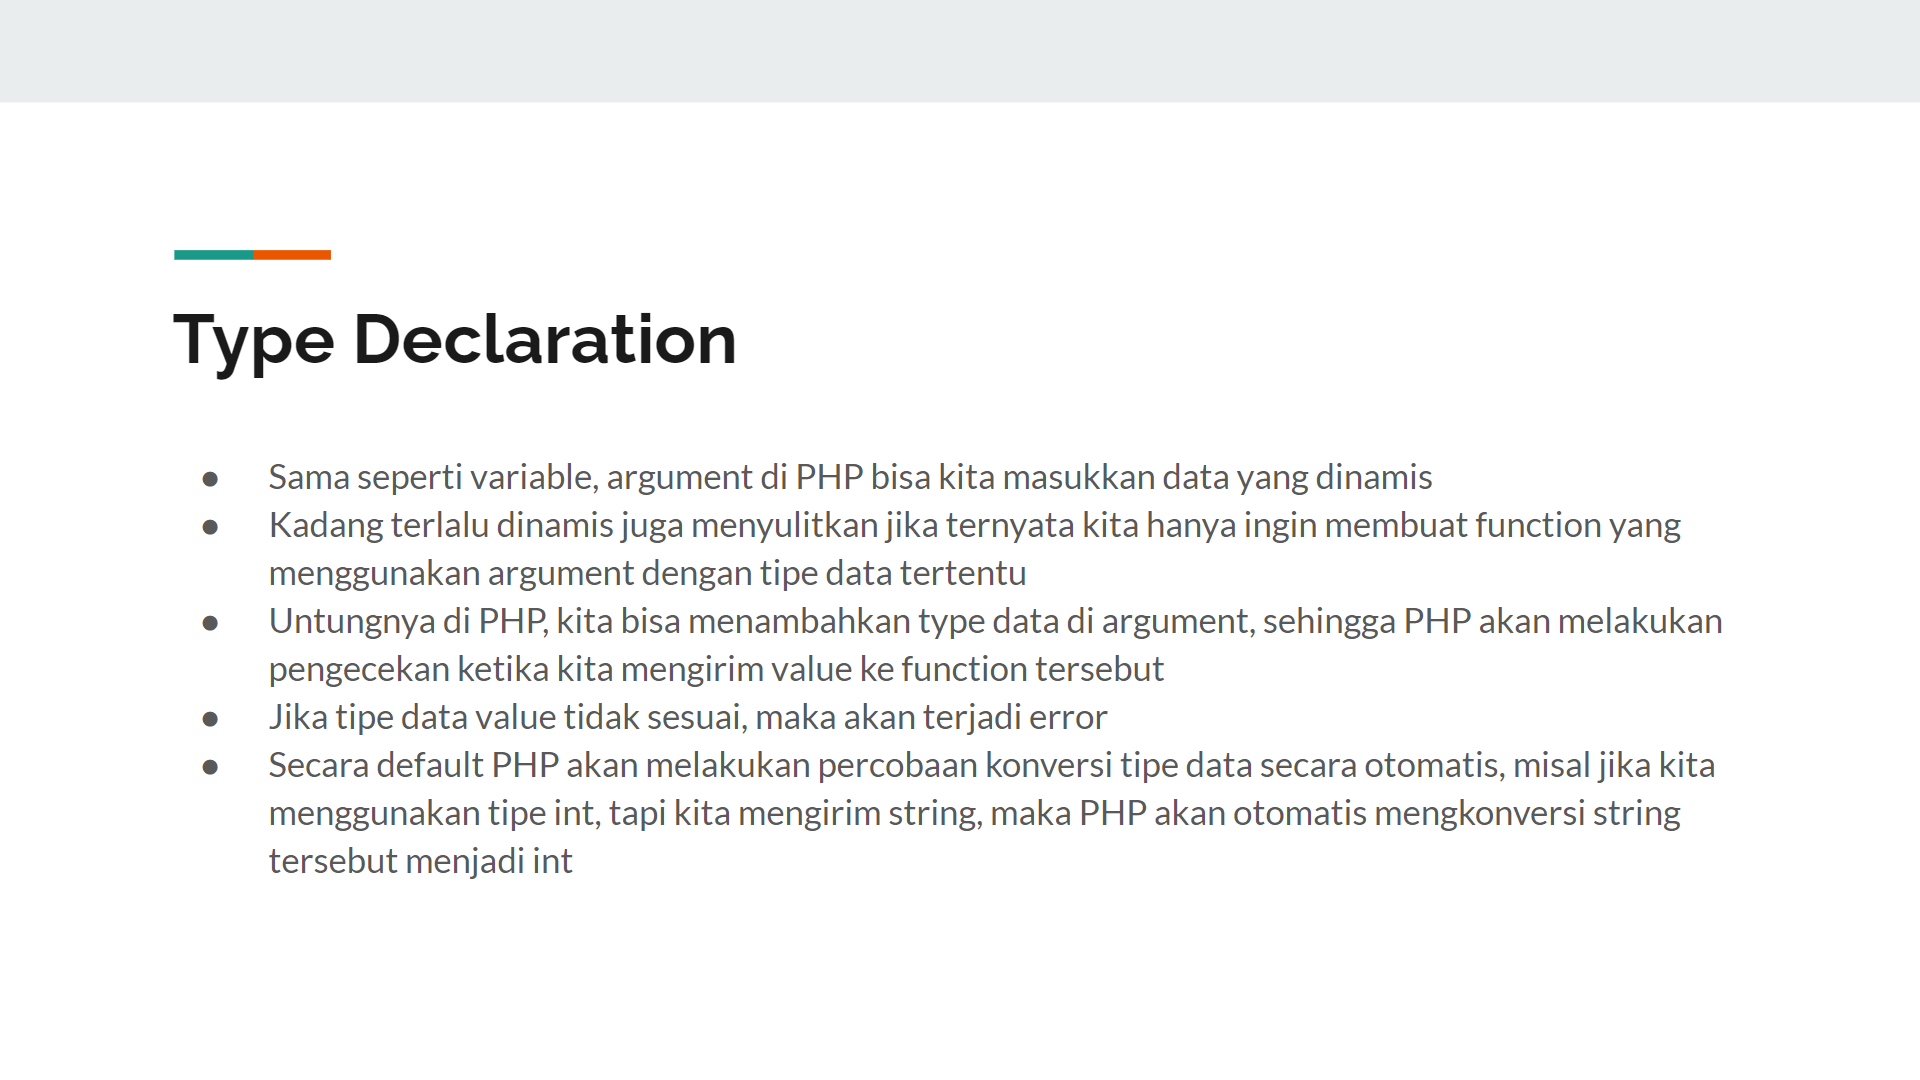 Type Declaration
● Sama seperti variable, argument di PHP bisa kita masukkan data yang dinamis
● Kadang terlalu dinamis juga menyulitkan jika ternyata kita hanya ingin membuat function yang
menggunakan argument dengan tipe data tertentu
● Untungnya di PHP, kita bisa menambahkan type data di argument, sehingga PHP akan melakukan
pengecekan ketika kita mengirim value ke function tersebut
● Jika tipe data value tidak sesuai, maka akan terjadi error
● Secara default PHP akan melakukan percobaan konversi tipe data secara otomatis, misal jika kita
menggunakan tipe int, tapi kita mengirim string, maka PHP akan otomatis mengkonversi string
tersebut menjadi int